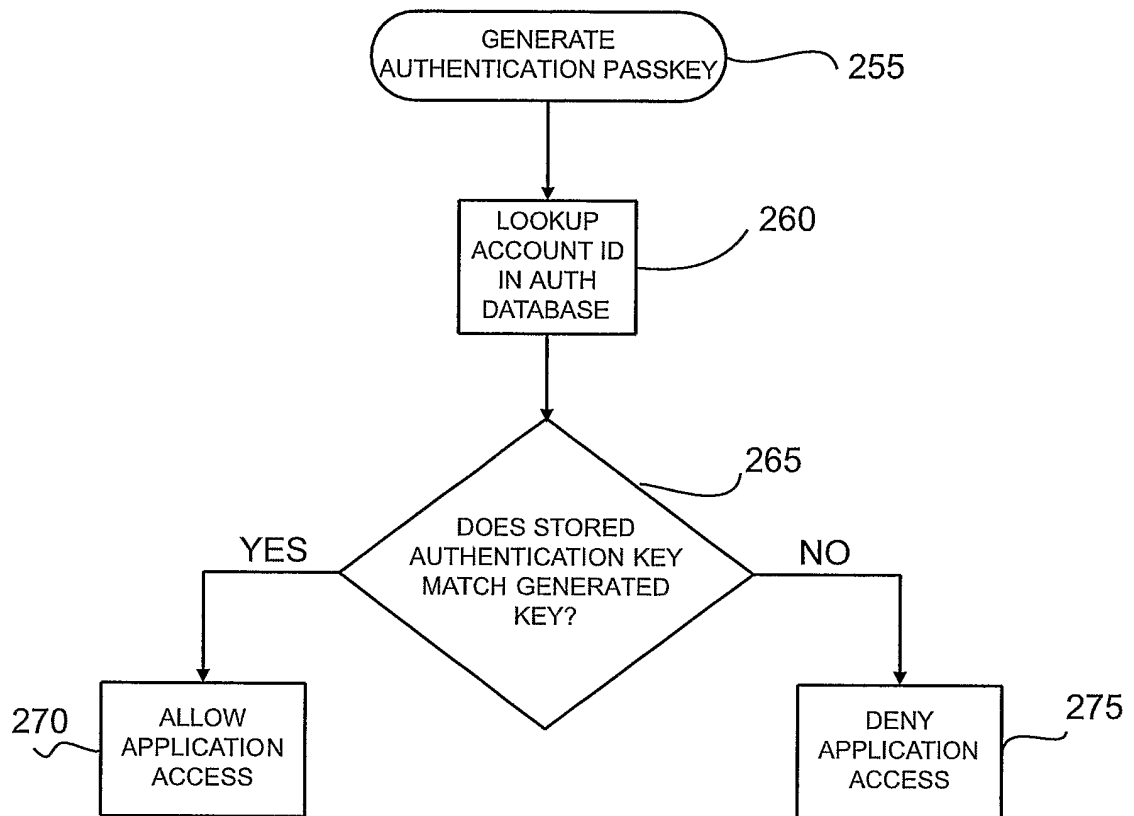 GENERATE
AUTHENTICATION PASSKEY
255
LOOKUP
ACCOUNT ID
IN AUTH
DATABASE
260
265
DOES STORED
AUTHENTICATION KEY
MATCH GENERATED
KEY?
YES
NO
270
ALLOW
APPLICATION
ACCESS
DENY
APPLICATION
ACCESS
275